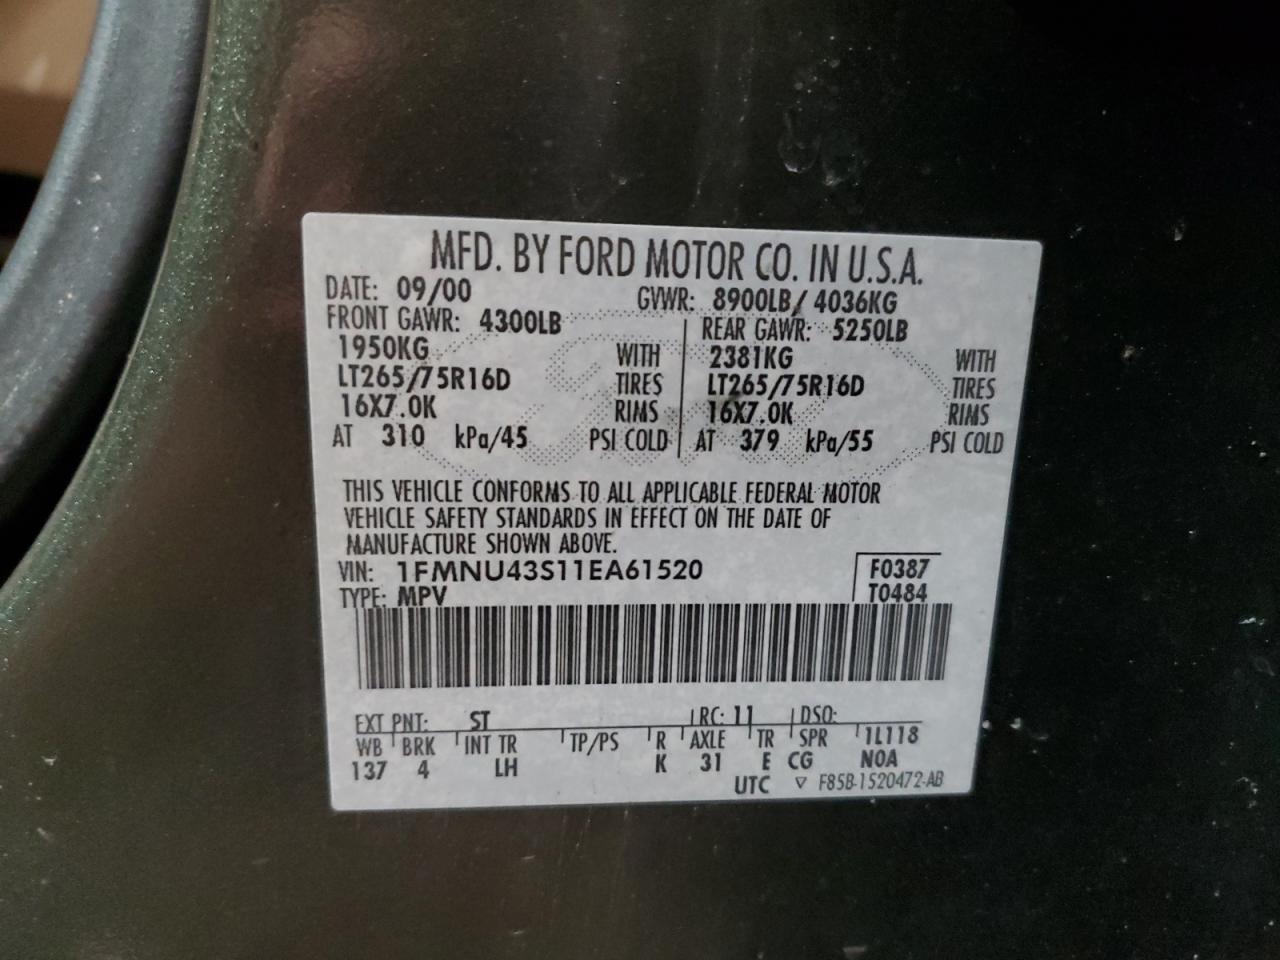 MFD. BY FORD MOTOR CO. IN U.S.A.
DATE: 09/00 GVWR: 8900LB/ 4036KG
FRONT GAWR: 4300LB REAR GAWR: 5250LB
1950KG WITH 2381KG WITH
LT265/75R16D TIRES LT265/75R16D TIRES
16X7.0K RIMS 16X7.0K RIMS
AT 310 kPa/45 PSI COLD AT 379 kPa/55 PSI COLD
THIS VEHICLE CONFORMS TO ALL APPLICABLE FEDERAL MOTOR
VEHICLE SAFETY STANDARDS IN EFFECT ON THE DATE OF
MANUFACTURE SHOWN ABOVE.
VIN: 1FMNU43S11EA61520 F0387
TYPE: MPV T0484
EXT PNT: ST RC: 11 DSO:
WB BRK INT TR TP/PS R AXLE TR SPR 1L118
137 4 LH K 31 E CG NOA
UTC ▽ F85B-1520472-AB